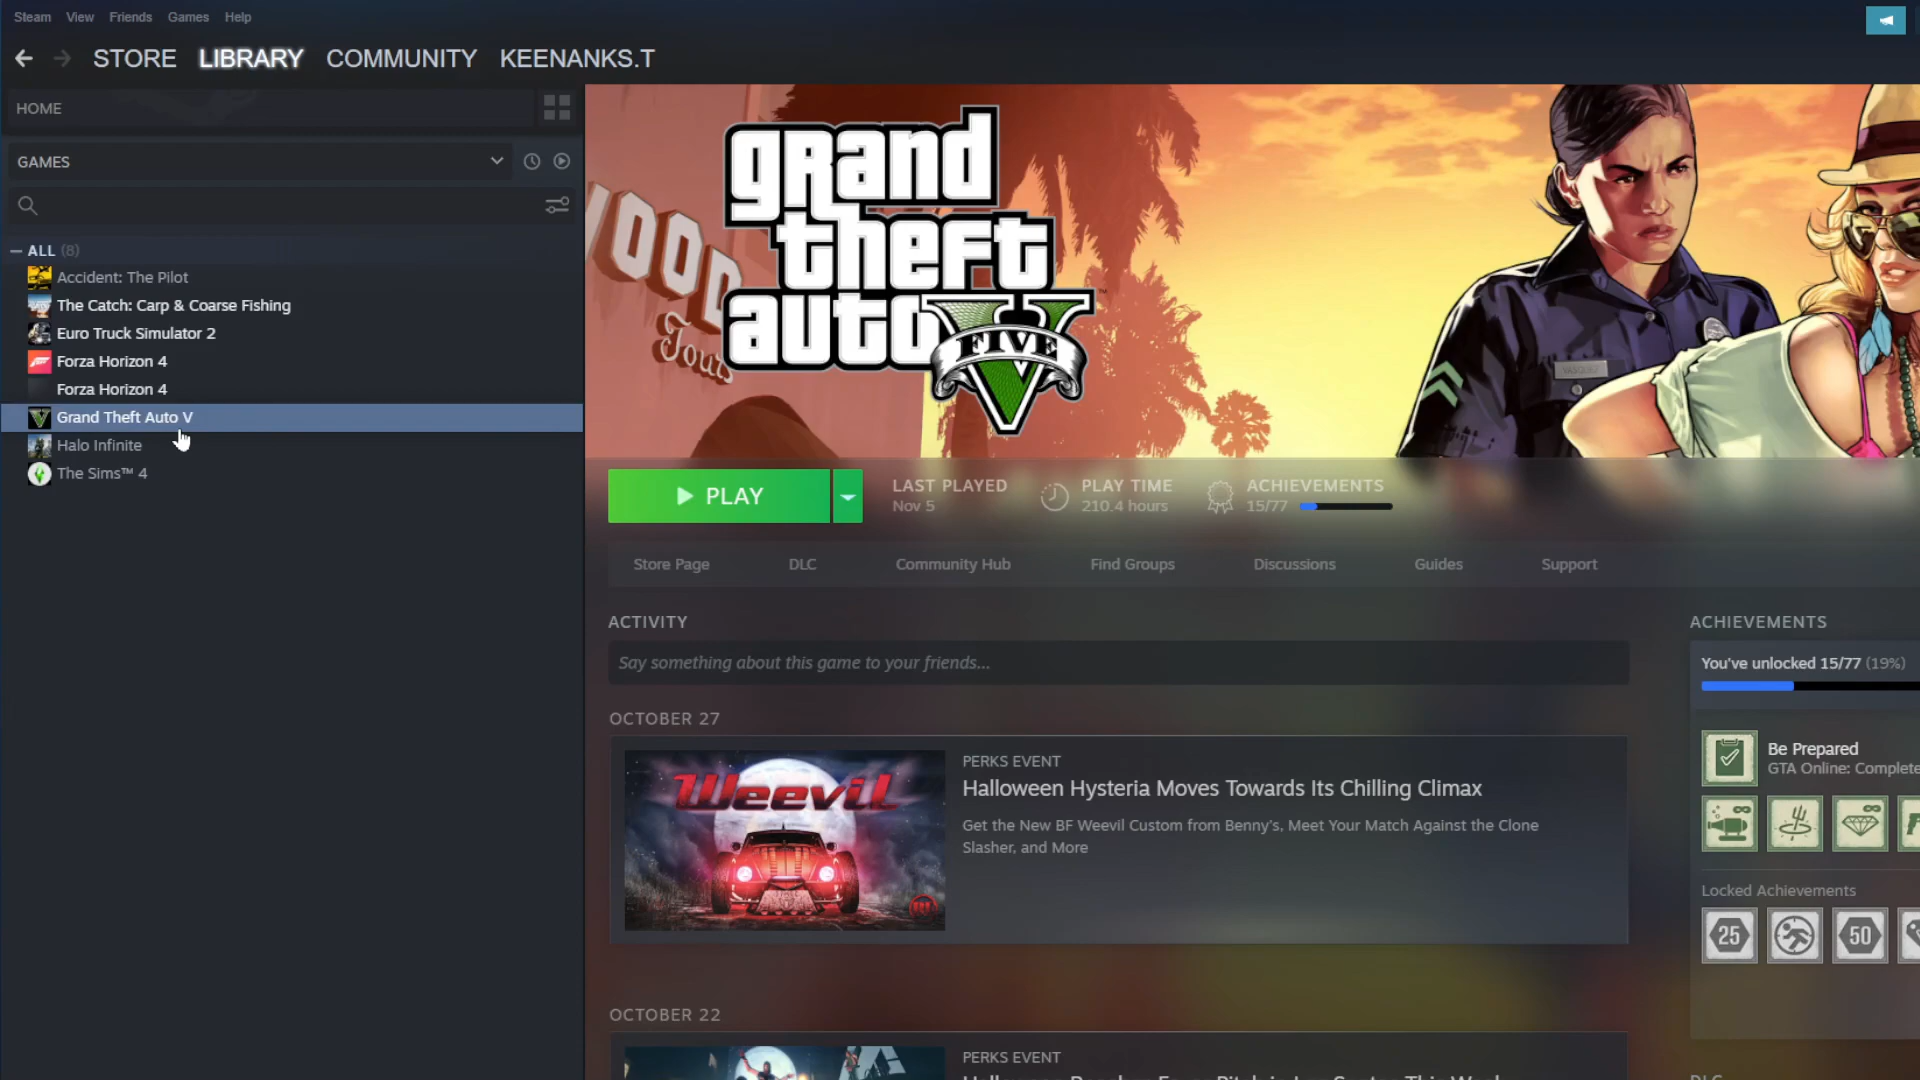 Steam View Friends Games Help
STORE LIBRARY COMMUNITY KEENANKS.T
HOME
GAMES
ALL (8)
Accident: The Pilot
The Catch: Carp & Coarse Fishing
Euro Truck Simulator 2
Forza Horizon 4
Forza Horizon 4
Grand Theft Auto V
Halo Infinite
The Sims™ 4
WOOD
Tours
grand
theft
auto V
FIVE
™
VASQUEZ
PLAY
LAST PLAYED
Nov 5
PLAY TIME
210.4 hours
ACHIEVEMENTS
15/77
Store Page DLC Community Hub Find Groups Discussions Guides Support
ACTIVITY
Say something about this game to your friends...
OCTOBER 27
Weevil
PERKS EVENT
Halloween Hysteria Moves Towards Its Chilling Climax
Get the New BF Weevil Custom from Benny's, Meet Your Match Against the Clone
Slasher, and More
OCTOBER 22
PERKS EVENT
ACHIEVEMENTS
You've unlocked 15/77 (19%)
Be Prepared
GTA Online: Complete
Locked Achievements
25 50
DLC